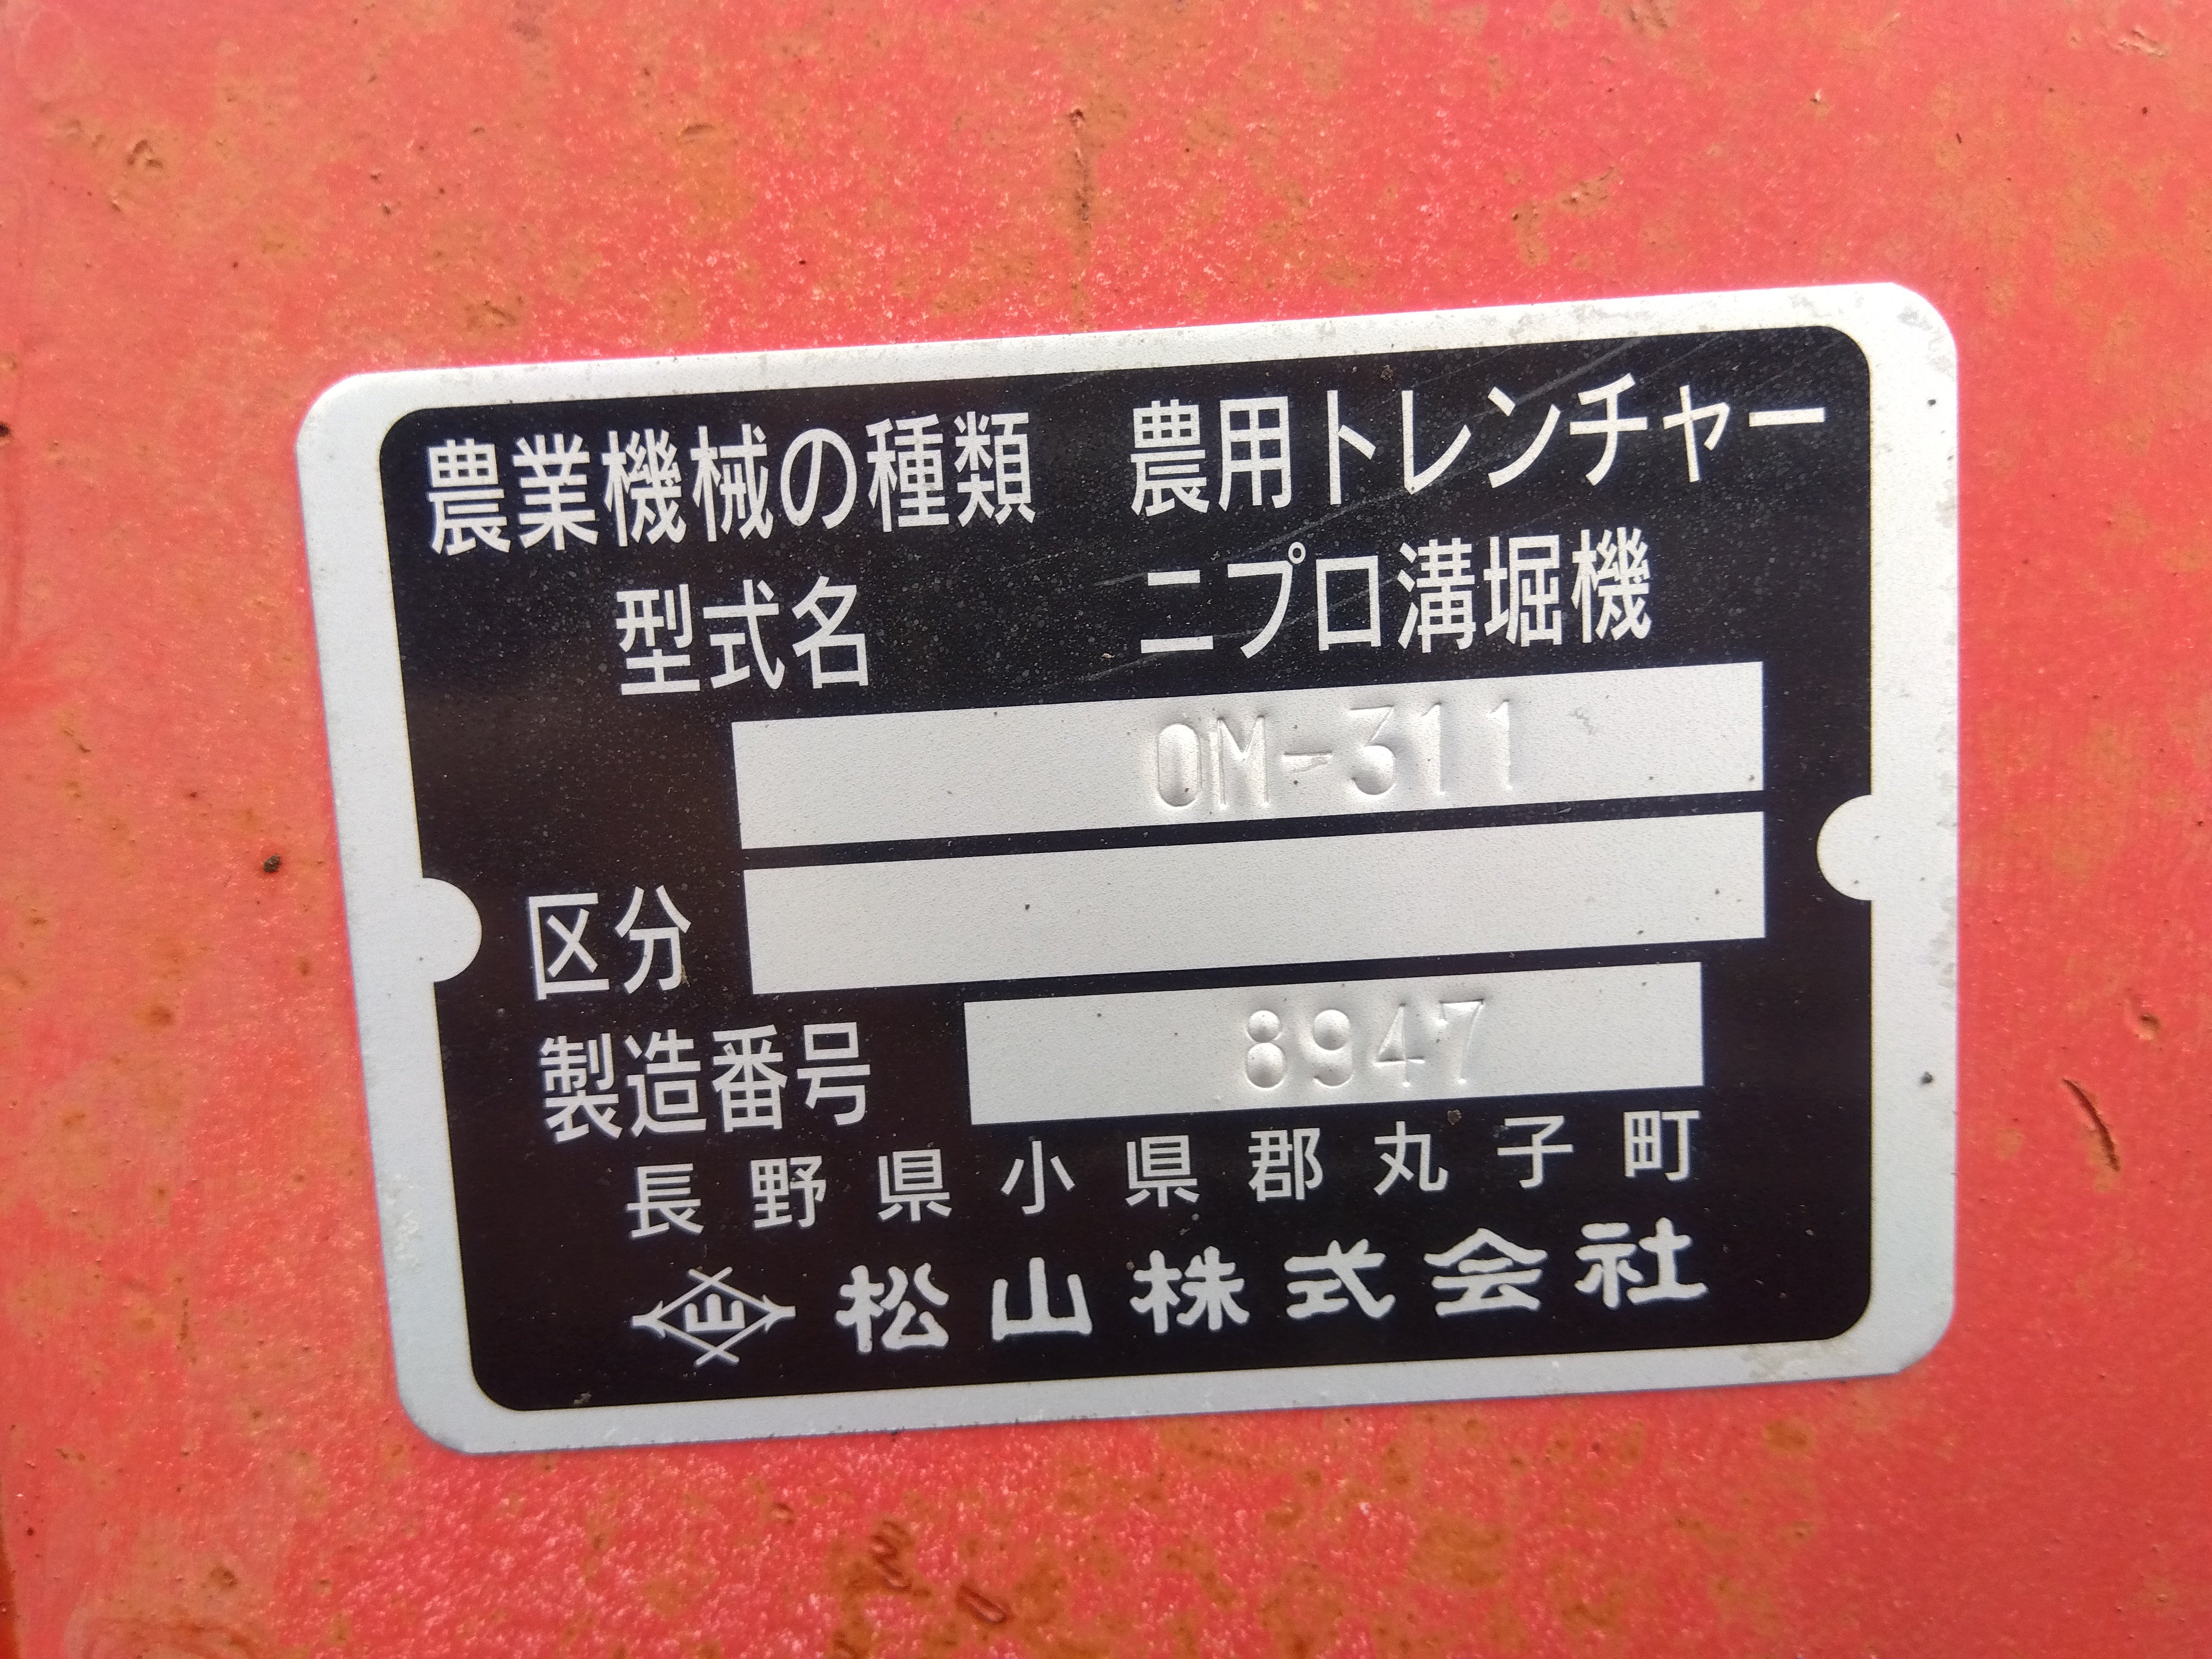 農業機械の種類 農用トレンチャー
型式名 ニプロ溝堀機
OM-311
区分
製造番号 8947
長野県小県郡丸子町
松山株式会社